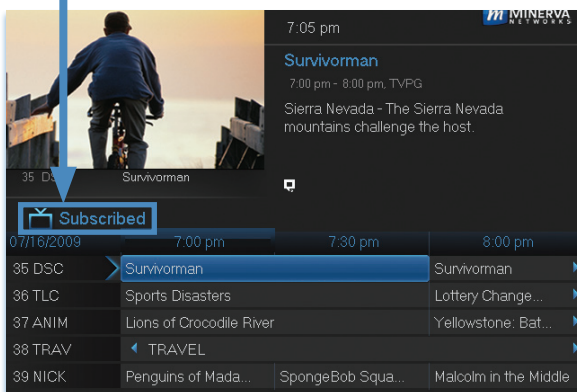 7:05 pm
MINERVA
NETWORKS
Survivorman
7:00 pm - 8:00 pm, TVPG
Sierra Nevada - The Sierra Nevada
mountains challenge the host.
35 DSC Survivorman
Subscribed
07/16/2009 7:00 pm 7:30 pm 8:00 pm
35 DSC Survivorman Survivorman
36 TLC Sports Disasters Lottery Change...
37 ANIM Lions of Crocodile River Yellowstone: Bat...
38 TRAV TRAVEL
39 NICK Penguins of Mada... SpongeBob Squa... Malcolm in the Middle